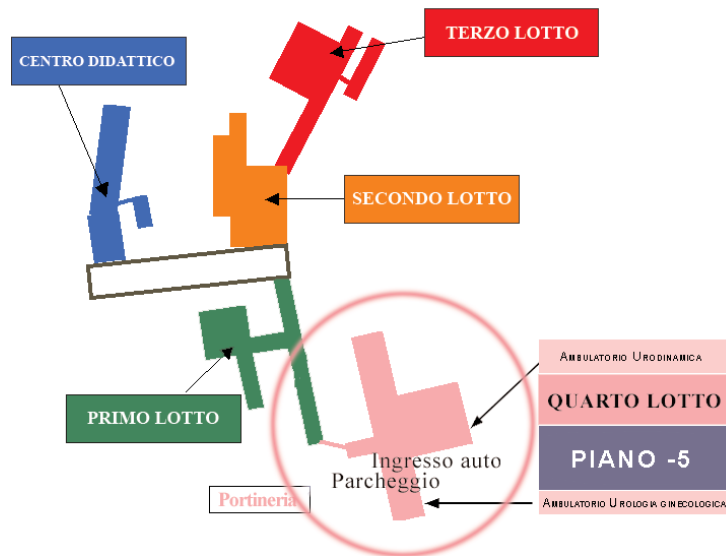 TERZO LOTTO
CENTRO DIDATTICO
SECONDO LOTTO
AMBULATORIO URODINAMICA
QUARTO LOTTO
PRIMO LOTTO
PIANO -5
Ingresso auto
Parcheggio
Portineria
AMBULATORIO UROLOGIA GINECOLOGICA